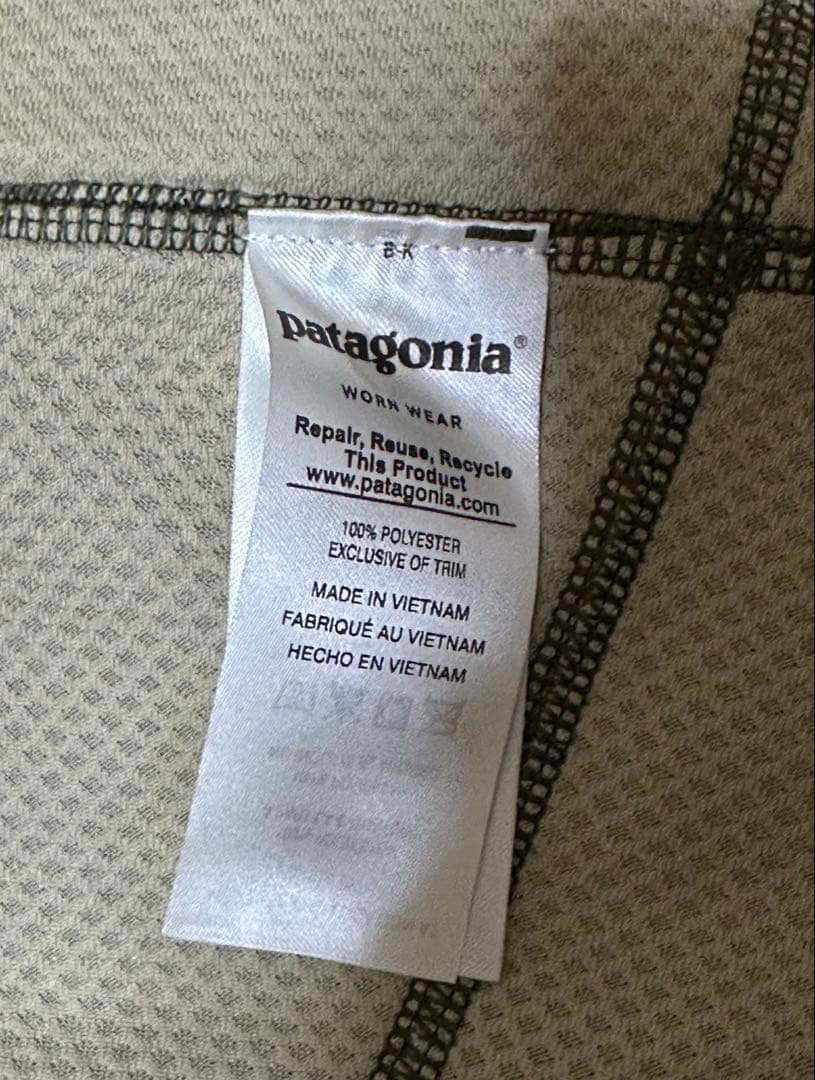 B-K
patagonia®
WORN WEAR
Repair, Reuse, Recycle
This Product
www.patagonia.com
100% POLYESTER
EXCLUSIVE OF TRIM
MADE IN VIETNAM
FABRIQUÉ AU VIETNAM
HECHO EN VIETNAM